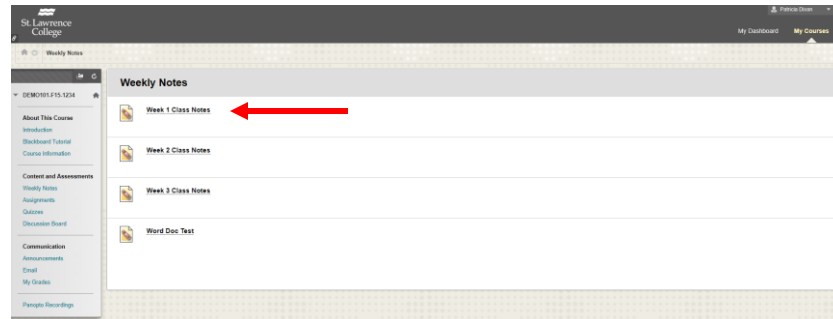 St. Lawrence
College
Patricia Dixon
My Dashboard
My Courses
Weekly Notes
DEMO101.F15.1234
About This Course
Introduction
Blackboard Tutorial
Course Information
Content and Assessments
Weekly Notes
Assignments
Quizzes
Discussion Board
Communication
Announcements
Email
My Grades
Panopto Recordings
Weekly Notes
Week 1 Class Notes
Week 2 Class Notes
Week 3 Class Notes
Word Doc Test